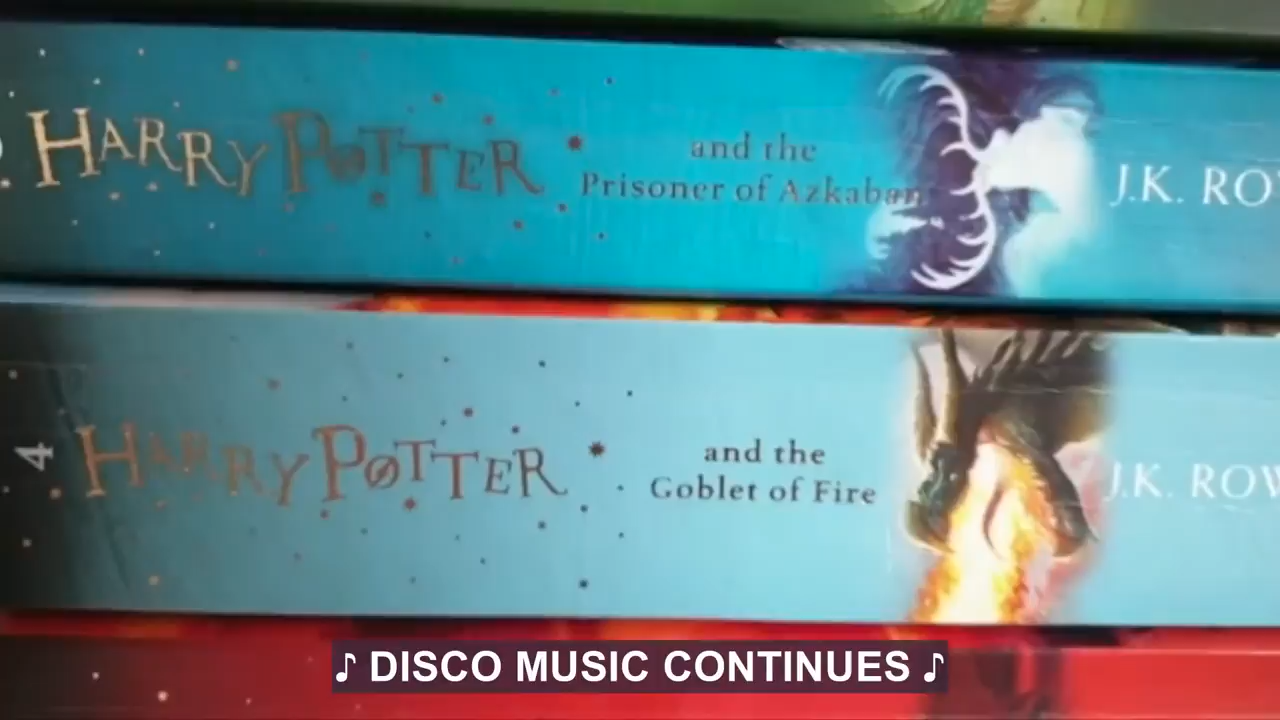 HARRY POTTER
and the
Prisoner of Azkaban
J.K. RO
4
HARRY POTTER
and the
Goblet of Fire
J.K. ROW
♪ DISCO MUSIC CONTINUES ♪